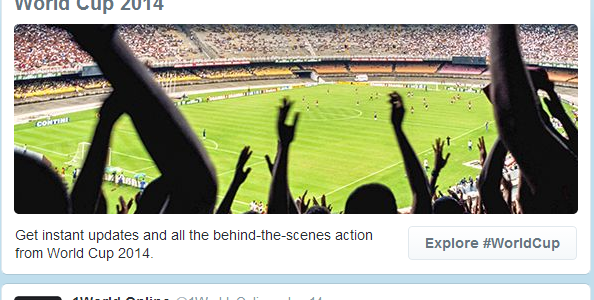 World Cup 2014
CONTINI
Get instant updates and all the behind-the-scenes action
from World Cup 2014.
Explore #WorldCup
1World Online